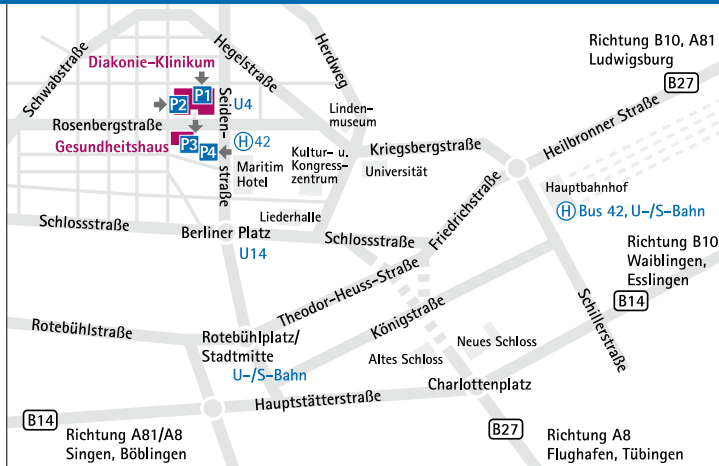 Schwabstraße
Hegelstraße
Herdweg
Richtung B10, A81
Ludwigsburg
B27
Diakonie-Klinikum
P1
P2
Seiden-
straße
U4
Linden-
museum
Heilbronner Straße
Rosenbergstraße
H 42
Gesundheitshaus
P3
P4
Maritim
Hotel
Kultur- u.
Kongress-
zentrum
Kriegsbergstraße
Universität
Friedrichstraße
Hauptbahnhof
H Bus 42, U-/S-Bahn
Liederhalle
Schlossstraße
Berliner Platz
U14
Schlossstraße
Richtung B10
Waiblingen,
Esslingen
B14
Theodor-Heuss-Straße
Königstraße
Schillerstraße
Rotebühlstraße
Rotebühlplatz/
Stadtmitte
U-/S-Bahn
Neues Schloss
Altes Schloss
Charlottenplatz
Hauptstätterstraße
B14
Richtung A81/A8
Singen, Böblingen
B27
Richtung A8
Flughafen, Tübingen